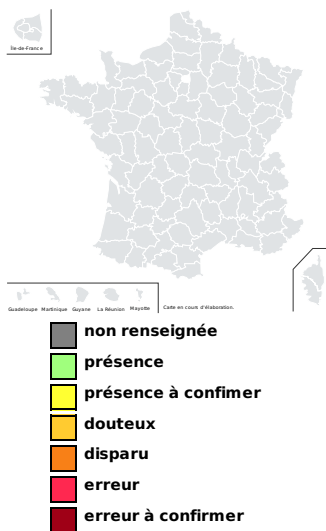 Île-de-France
Guadeloupe Martinique Guyane La Réunion Mayotte Carte en cours d'élaboration.
non renseignée
présence
présence à confimer
douteux
disparu
erreur
erreur à confirmer